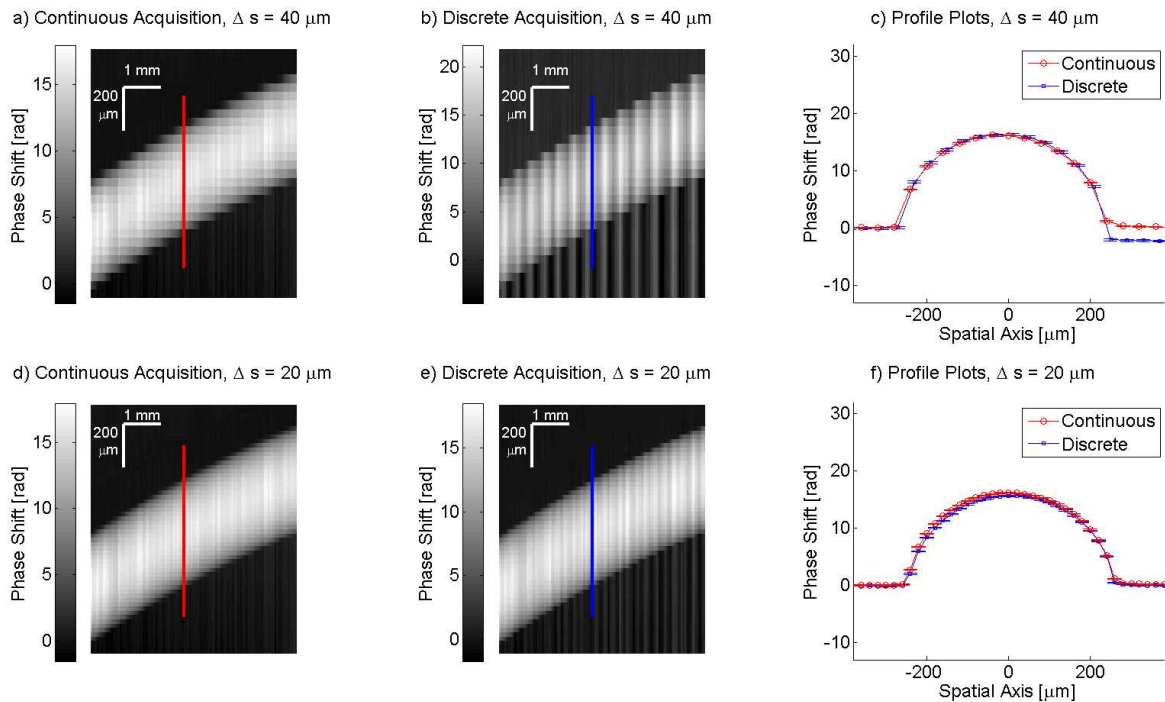 a) Continuous Acquisition, Δ s = 40 μm
b) Discrete Acquisition, Δ s = 40 μm
c) Profile Plots, Δ s = 40 μm
Phase Shift [rad]
15
10
5
0
1 mm
200
μm
Phase Shift [rad]
20
15
10
5
0
1 mm
200
μm
Phase Shift [rad]
30
20
10
0
-10
Continuous
Discrete
-200
0
200
Spatial Axis [μm]
d) Continuous Acquisition, Δ s = 20 μm
e) Discrete Acquisition, Δ s = 20 μm
f) Profile Plots, Δ s = 20 μm
Phase Shift [rad]
15
10
5
0
1 mm
200
μm
Phase Shift [rad]
15
10
5
0
1 mm
200
μm
Phase Shift [rad]
30
20
10
0
-10
Continuous
Discrete
-200
0
200
Spatial Axis [μm]